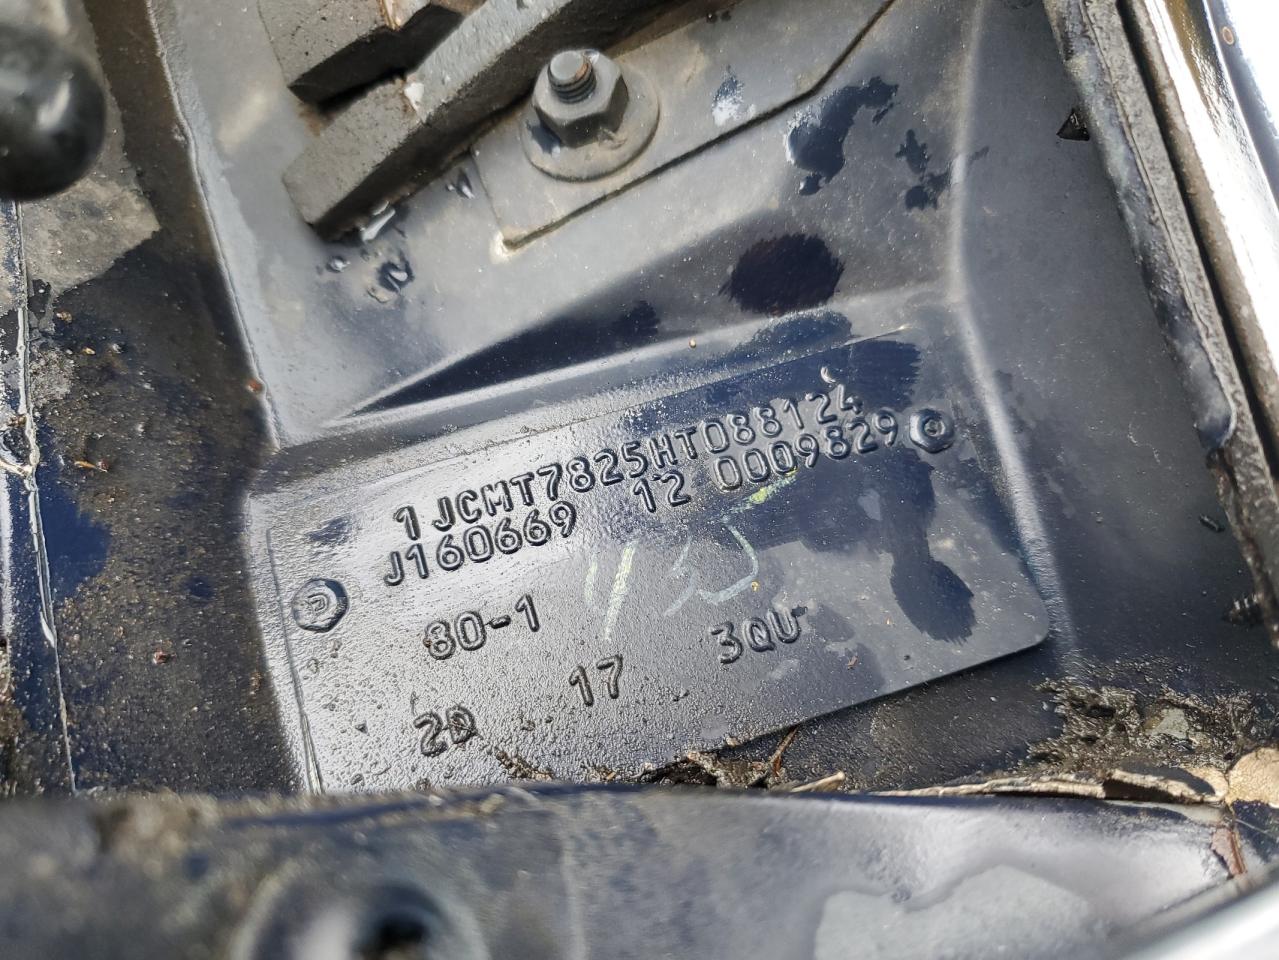 1JCMT7825HT088124
J160669 12 0009829
80-1
17 3QU
2D